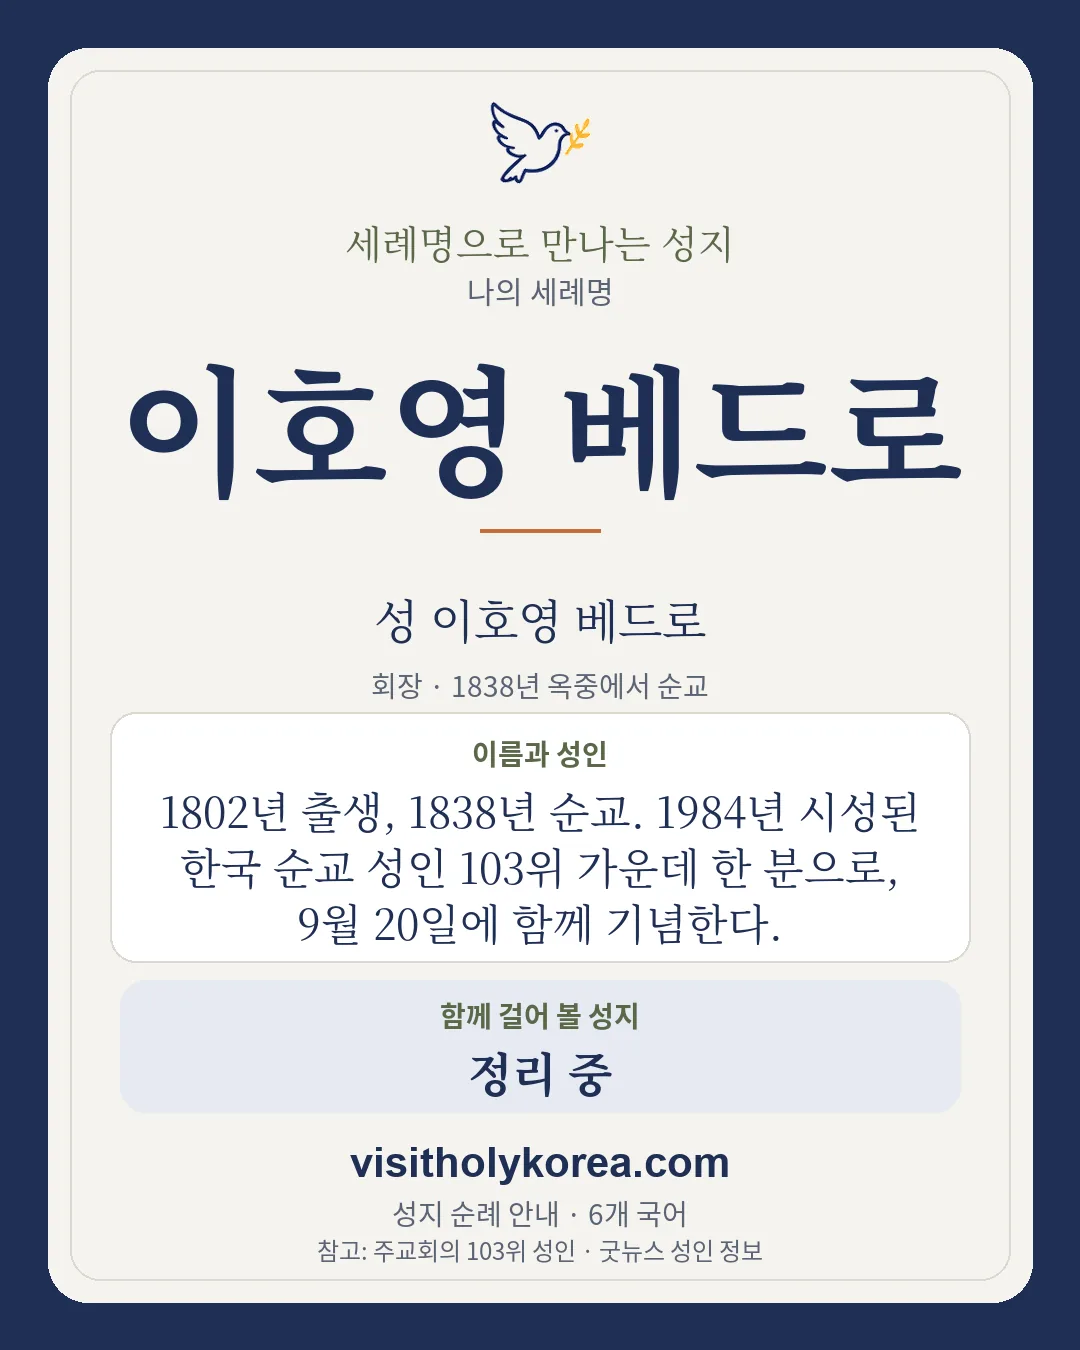 세례명으로 만나는 성지
나의 세례명
이호영 베드로
성 이호영 베드로
회장 · 1838년 옥중에서 순교
이름과 성인
1802년 출생, 1838년 순교. 1984년 시성된
한국 순교 성인 103위 가운데 한 분으로,
9월 20일에 함께 기념한다.
함께 걸어 볼 성지
정리 중
visitholykorea.com
성지 순례 안내 · 6개 국어
참고: 주교회의 103위 성인 · 굿뉴스 성인 정보